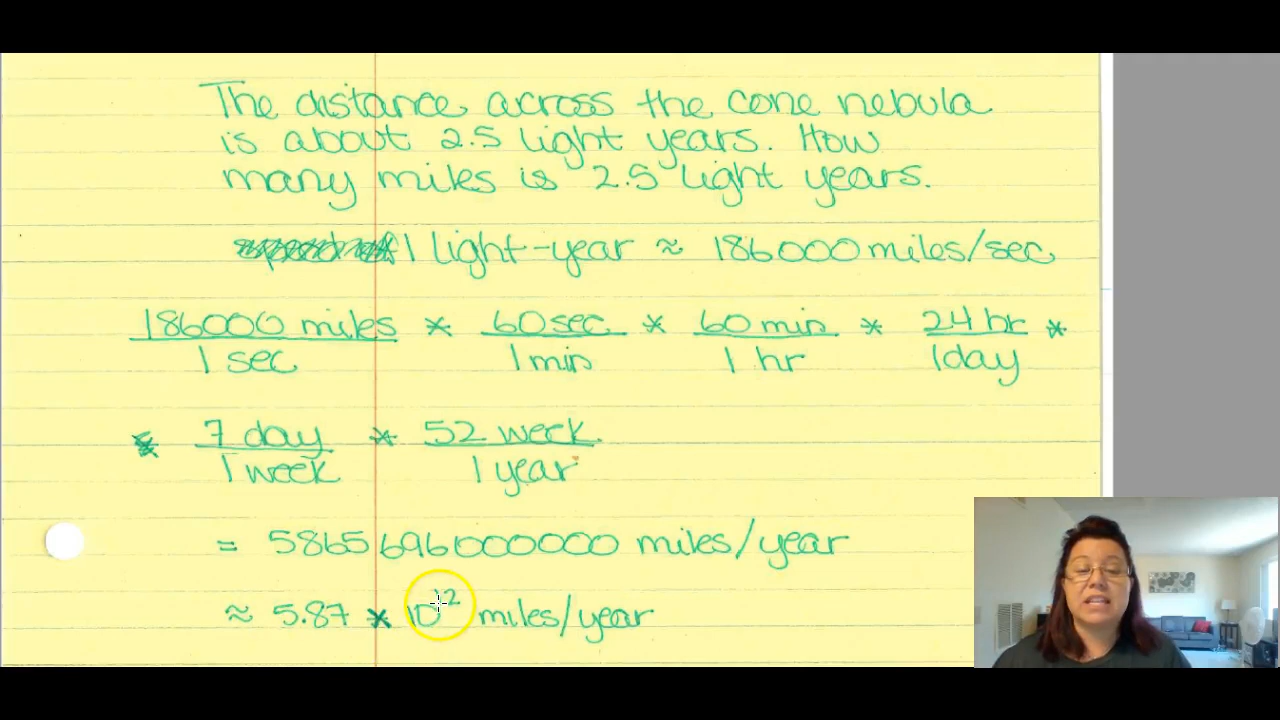 The distance across the cone nebula
is about 2.5 light years. How
many miles is 2.5 light years.
1 light-year ≈ 186000 miles/sec
186000 miles * 60 sec * 60 min * 24 hr *
1 sec 1 min 1 hr 1 day
* 7 day * 52 week
1 week 1 year
= 5865696000000 miles/year
≈ 5.87 * 10^12 miles/year